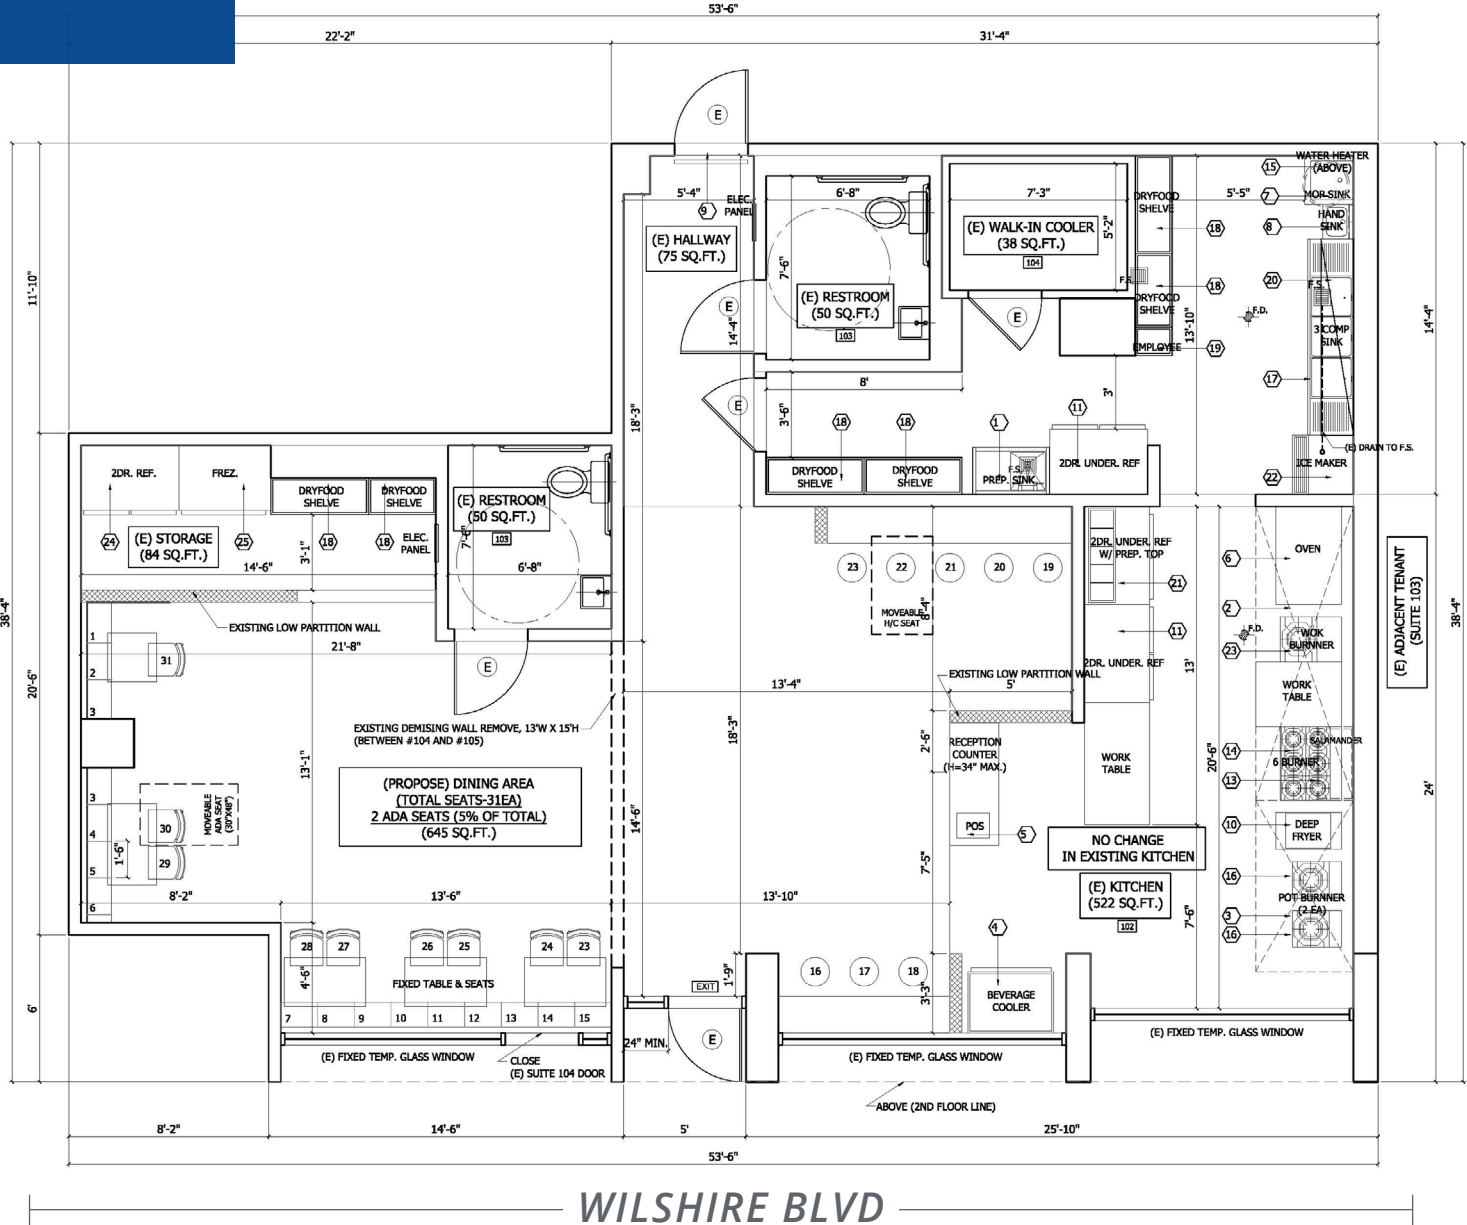 53'-6"
22'-2"
31'-4"
E
WATER HEATER
(ABOVE)
15
5'-4"
ELEC.
PANEL
9
6'-8"
7'-3"
DRYFOOD
SHELVE
5'-5"
7
MOP SINK
HAND
SINK
8
(E) HALLWAY
(75 SQ.FT.)
(E) WALK-IN COOLER
(38 SQ.FT.)
104
5'-2"
18
7'-6"
F.S.
20
F.S.
18
11'-10"
(E) RESTROOM
(50 SQ.FT.)
103
E
14'-4"
E
DRYFOOD
SHELVE
13'-10"
F.D.
3 COMP
SINK
14'-4"
EMPLOYEE
19
8'
17
E
3'-6"
3'
18'-3"
18
18
1
11
(E) DRAIN TO F.S.
2DR. REF.
FREZ.
DRYFOOD
SHELVE
DRYFOOD
SHELVE
2DR. UNDER. REF
F.S.
PREP. SINK
ICE MAKER
22
DRYFOOD
SHELVE
DRYFOOD
SHELVE
(E) RESTROOM
(50 SQ.FT.)
103
7'-6"
24
(E) STORAGE
(84 SQ.FT.)
25
18
18
ELEC.
PANEL
3'-1"
14'-6"
6'-8"
23
22
21
20
19
2DR. UNDER. REF
W/ PREP. TOP
21
6
OVEN
(E) ADJACENT TENANT
(SUITE 103)
38'-4"
MOVEABLE
H/C SEAT
8'-4"
2
38'-4"
EXISTING LOW PARTITION WALL
21'-8"
11
F.D.
WOK
BURNNER
23
1
31
2
E
2DR. UNDER. REF
13'
20'-6"
EXISTING LOW PARTITION WALL
5'
13'-4"
WORK
TABLE
3
EXISTING DEMISING WALL REMOVE, 13'W X 15'H
(BETWEEN #104 AND #105)
18'-3"
2'-6"
RECEPTION
COUNTER
(H=34" MAX.)
WORK
TABLE
20'-6"
14
SALAMANDER
6 BURNER
13
13'-1"
(PROPOSE) DINING AREA
(TOTAL SEATS-31EA)
2 ADA SEATS (5% OF TOTAL)
(645 SQ.FT.)
24'
3
MOVEABLE
ADA SEAT
(30"X48")
4
30
14'-6"
POS
5
NO CHANGE
IN EXISTING KITCHEN
10
DEEP
FRYER
1'-6"
29
5
7'-5"
(E) KITCHEN
(522 SQ.FT.)
102
16
8'-2"
13'-6"
13'-10"
POT BURNNER
(2 EA)
6
7'-6"
3
16
4
28
27
26
25
24
23
4'-6"
16
17
18
1'-9"
EXIT
3'-3"
FIXED TABLE & SEATS
BEVERAGE
COOLER
6'
7
8
9
10
11
12
13
14
15
(E) FIXED TEMP. GLASS WINDOW
CLOSE
(E) SUITE 104 DOOR
24" MIN.
E
(E) FIXED TEMP. GLASS WINDOW
(E) FIXED TEMP. GLASS WINDOW
ABOVE (2ND FLOOR LINE)
8'-2"
14'-6"
5'
25'-10"
53'-6"
WILSHIRE BLVD